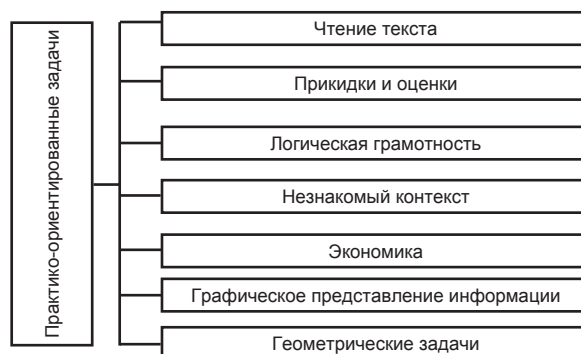 Практико-ориентированные задачи
Чтение текста
Прикидки и оценки
Логическая грамотность
Незнакомый контекст
Экономика
Графическое представление информации
Геометрические задачи